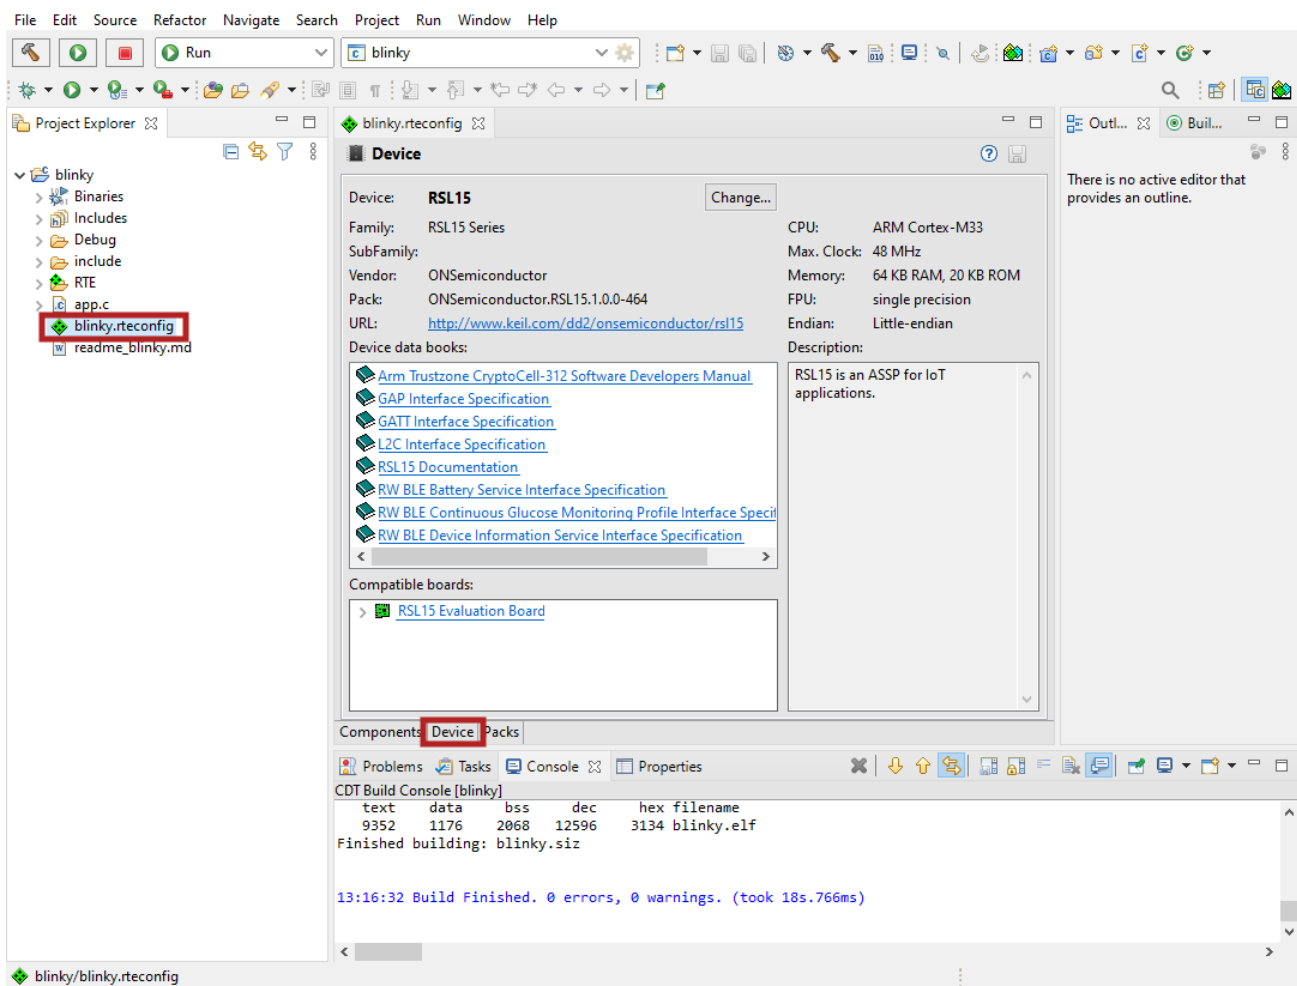 File Edit Source Refactor Navigate Search Project Run Window Help
Run
blinky
Project Explorer
blinky.rteconfig
Outl...
Buil...
blinky
Binaries
Includes
Debug
include
RTE
app.c
blinky.rteconfig
readme_blinky.md
Device
Device: RSL15 Change...
Family: RSL15 Series
SubFamily:
Vendor: ONSemiconductor
Pack: ONSemiconductor.RSL15.1.0.0-464
URL: http://www.keil.com/dd2/onsemiconductor/rsl15
CPU: ARM Cortex-M33
Max. Clock: 48 MHz
Memory: 64 KB RAM, 20 KB ROM
FPU: single precision
Endian: Little-endian
Device data books:
Arm Trustzone CryptoCell-312 Software Developers Manual
GAP Interface Specification
GATT Interface Specification
L2C Interface Specification
RSL15 Documentation
RW BLE Battery Service Interface Specification
RW BLE Continuous Glucose Monitoring Profile Interface Specif
RW BLE Device Information Service Interface Specification
Description:
RSL15 is an ASSP for IoT
applications.
Compatible boards:
RSL15 Evaluation Board
Components Device Packs
There is no active editor that
provides an outline.
Problems Tasks Console Properties
CDT Build Console [blinky]
text data bss dec hex filename
9352 1176 2068 12596 3134 blinky.elf
Finished building: blinky.siz
13:16:32 Build Finished. 0 errors, 0 warnings. (took 18s.766ms)
blinky/blinky.rteconfig